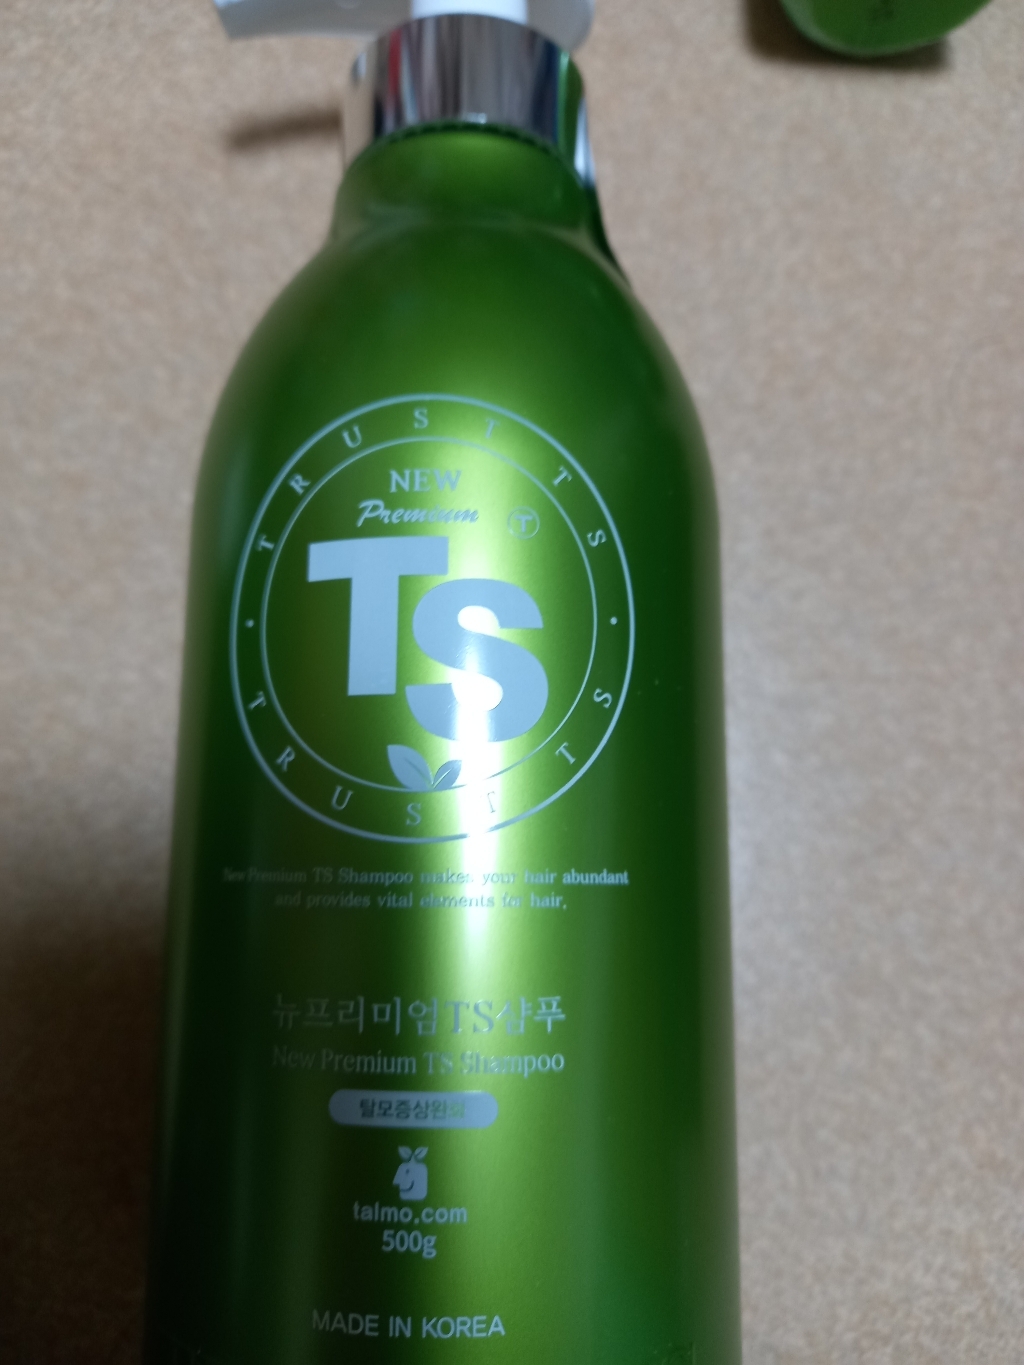 TRUST TS
NEW
Premium
T
TS
TRUST TS
New Premium TS Shampoo makes your hair abundant
and provides vital elements for hair.
뉴프리미엄TS샴푸
New Premium TS Shampoo
탈모증상완화
talmo.com
500g
MADE IN KOREA